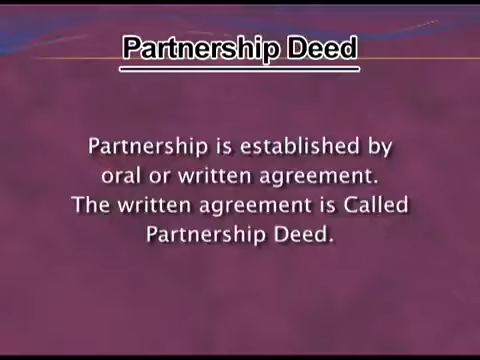 Partnership Deed
Partnership is established by
oral or written agreement.
The written agreement is Called
Partnership Deed.